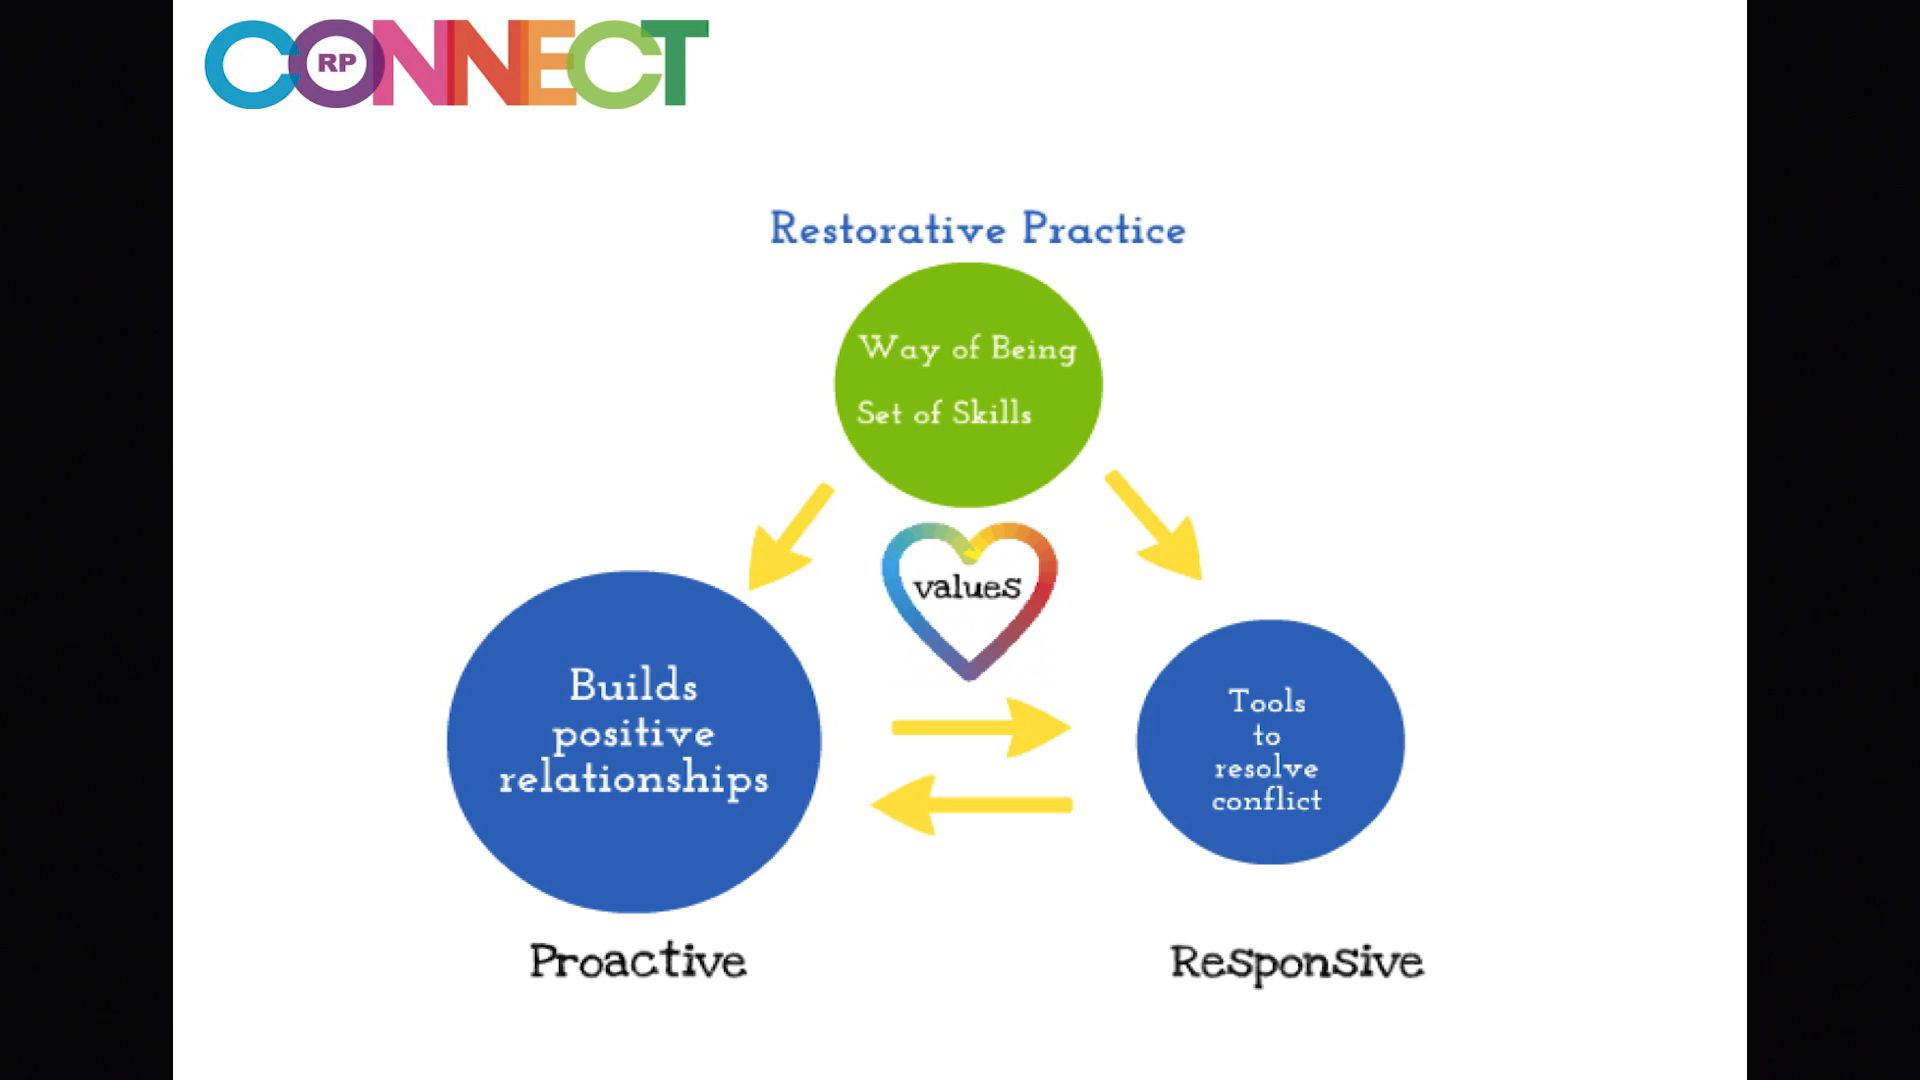 CONNECT
RP
Restorative Practice
Way of Being
Set of Skills
values
Builds
positive
relationships
Tools
to
resolve
conflict
Proactive
Responsive